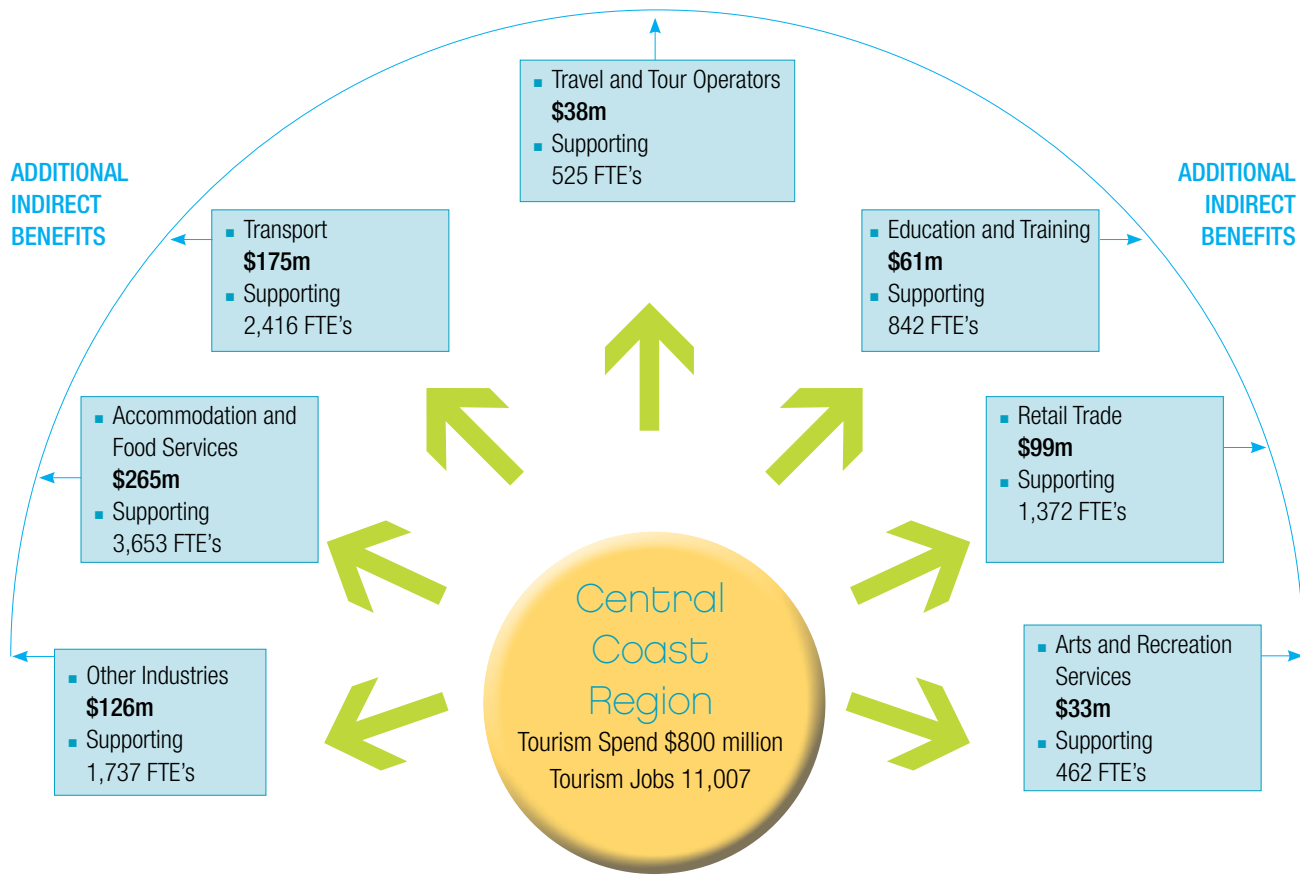 ■ Travel and Tour Operators
$38m
■ Supporting
525 FTE's
ADDITIONAL
INDIRECT
BENEFITS
ADDITIONAL
INDIRECT
BENEFITS
■ Transport
$175m
■ Supporting
2,416 FTE's
■ Education and Training
$61m
■ Supporting
842 FTE's
■ Accommodation and
Food Services
$265m
■ Supporting
3,653 FTE's
■ Retail Trade
$99m
■ Supporting
1,372 FTE's
■ Other Industries
$126m
■ Supporting
1,737 FTE's
Central
Coast
Region
Tourism Spend $800 million
Tourism Jobs 11,007
■ Arts and Recreation
Services
$33m
■ Supporting
462 FTE's